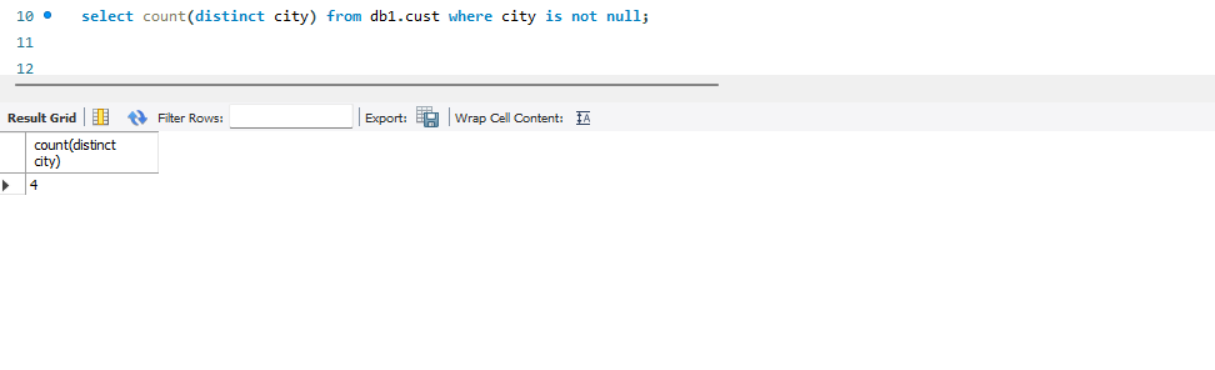 10 select count(distinct city) from db1.cust where city is not null;
11
12
Result Grid Filter Rows: Export: Wrap Cell Content: IA
count(distinct
city)
4